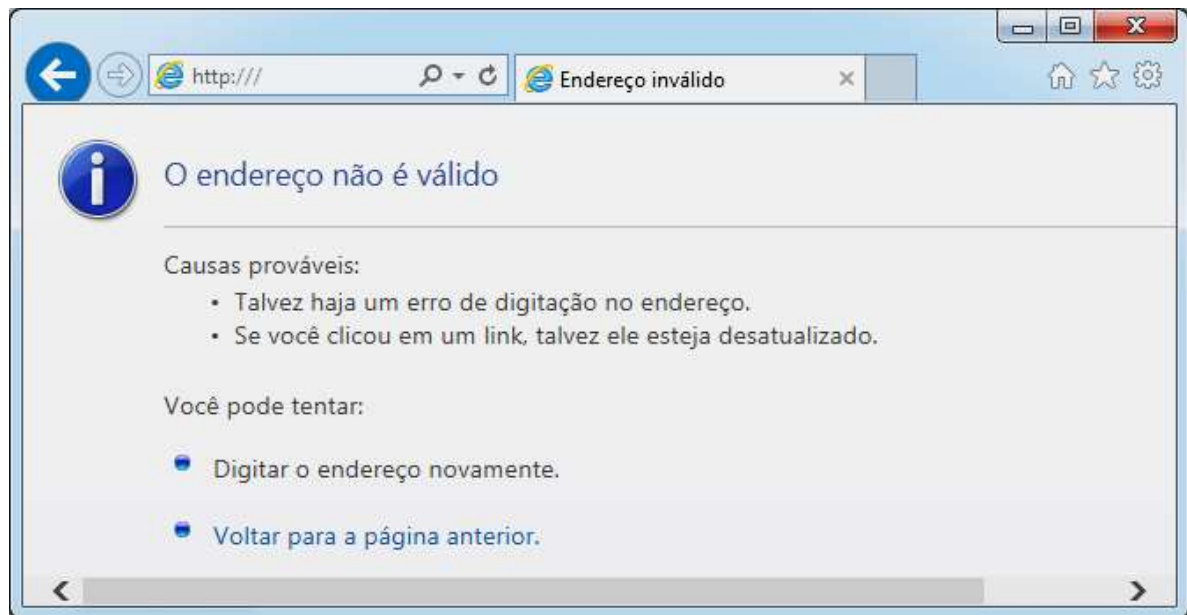 http:///
Endereço inválido
O endereço não é válido
Causas prováveis:
• Talvez haja um erro de digitação no endereço.
• Se você clicou em um link, talvez ele esteja desatualizado.
Você pode tentar:
Digitar o endereço novamente.
Voltar para a página anterior.